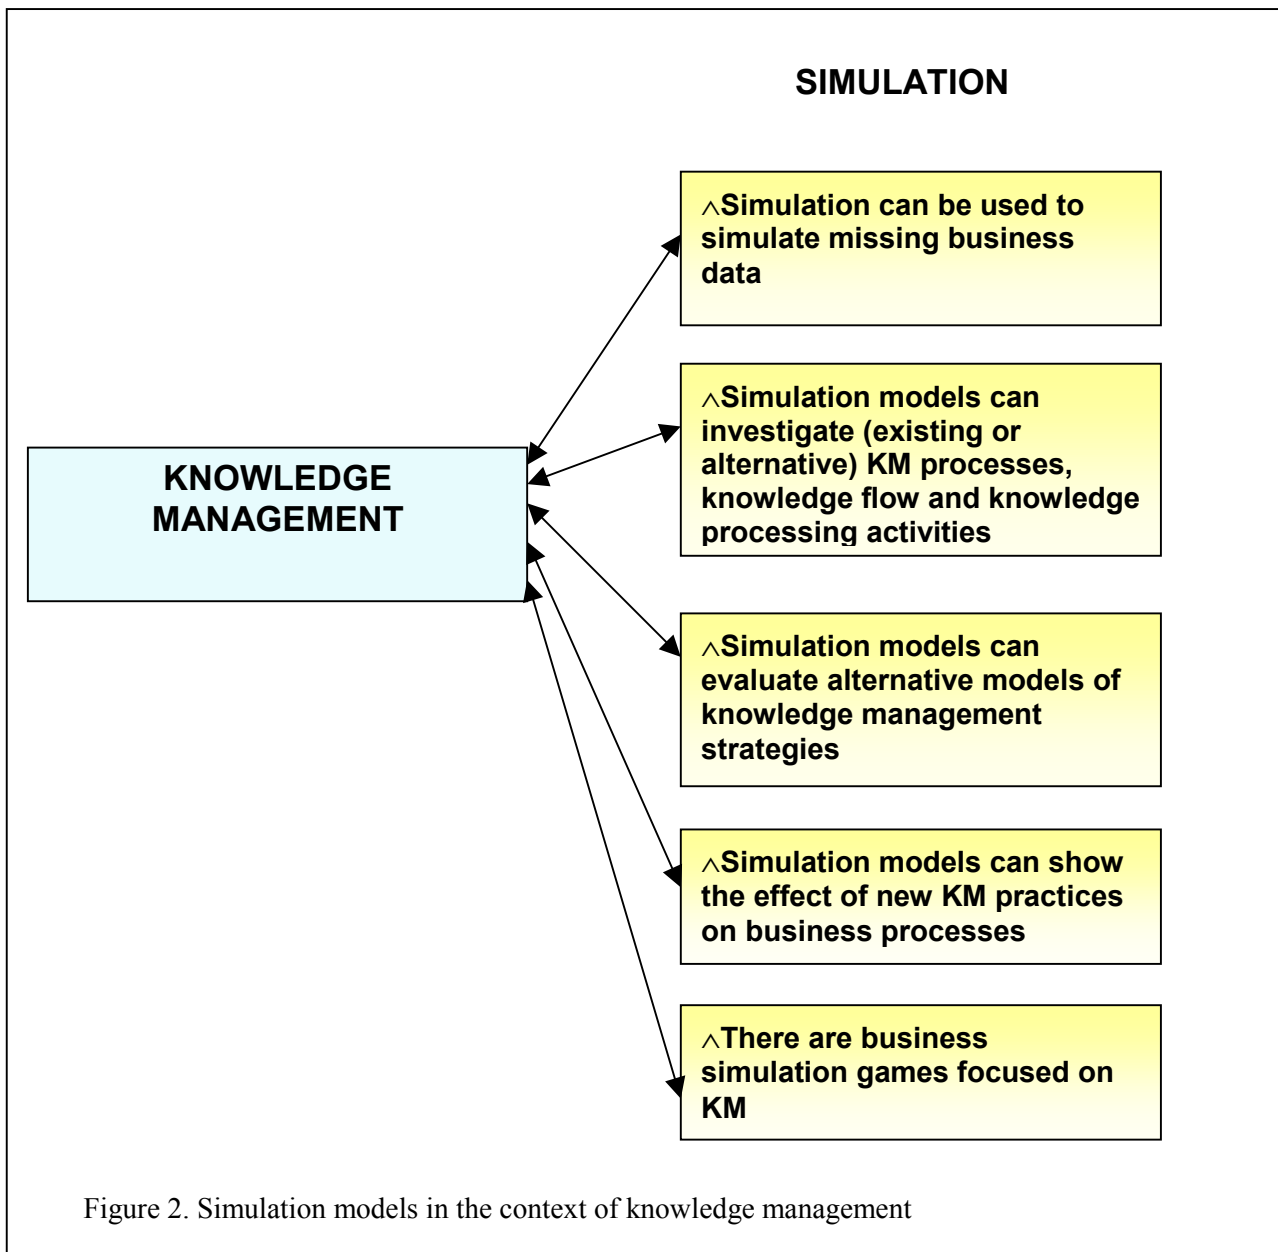 SIMULATION
∧Simulation can be used to
simulate missing business
data
∧Simulation models can
investigate (existing or
alternative) KM processes,
knowledge flow and knowledge
processing activities
KNOWLEDGE
MANAGEMENT
∧Simulation models can
evaluate alternative models of
knowledge management
strategies
∧Simulation models can show
the effect of new KM practices
on business processes
∧There are business
simulation games focused on
KM
Figure 2. Simulation models in the context of knowledge management